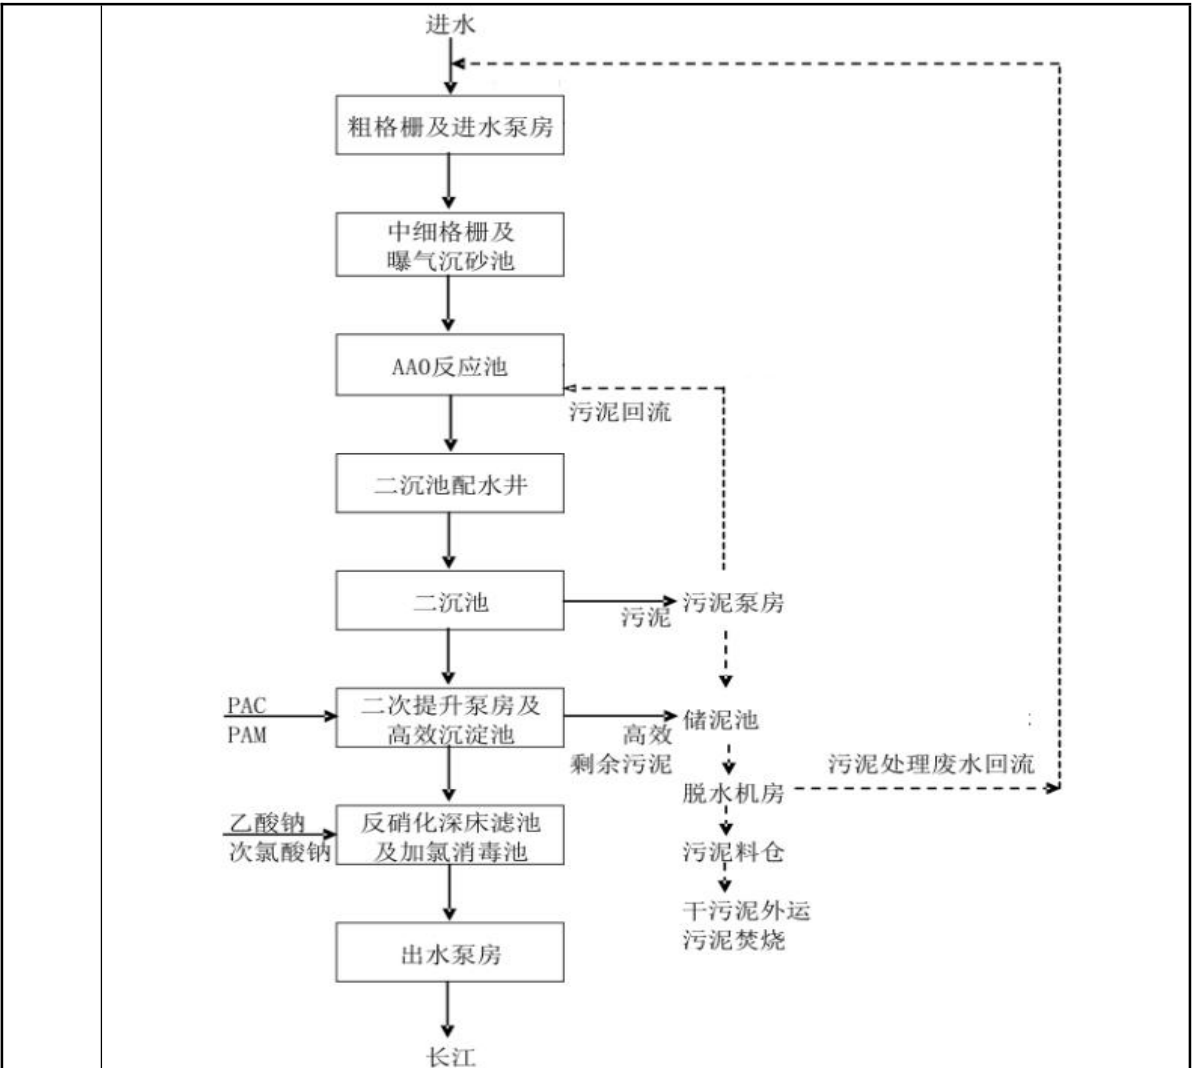 进水
粗格栅及进水泵房
中细格栅及
曝气沉砂池
AAO反应池
污泥回流
二沉池配水井
二沉池
污泥
污泥泵房
PAC
PAM
二次提升泵房及
高效沉淀池
高效
剩余污泥
储泥池
脱水机房
污泥处理废水回流
乙酸钠
次氯酸钠
反硝化深床滤池
及加氯消毒池
污泥料仓
干污泥外运
污泥焚烧
出水泵房
长江